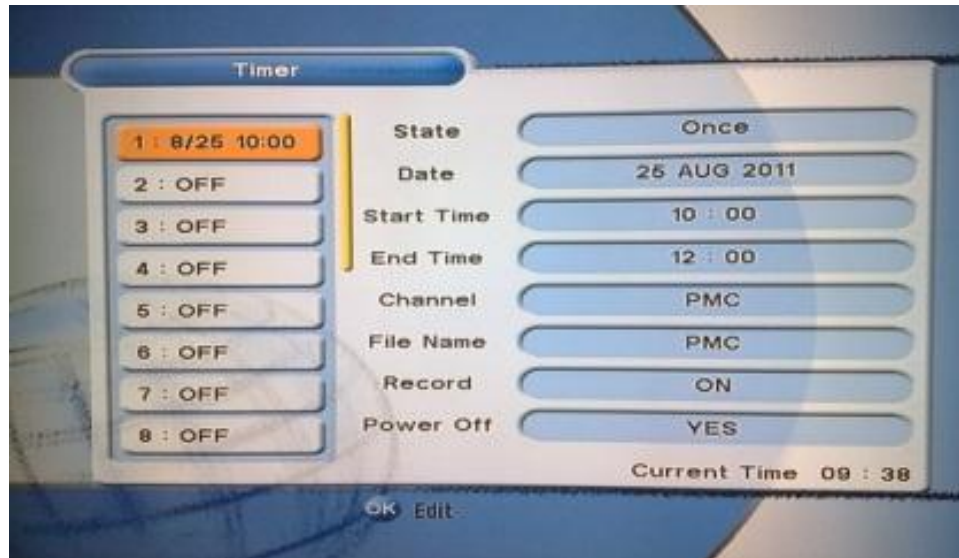 Timer
1 : 8/25 10:00
2 : OFF
3 : OFF
4 : OFF
5 : OFF
6 : OFF
7 : OFF
8 : OFF
State Once
Date 25 AUG 2011
Start Time 10 : 00
End Time 12 : 00
Channel PMC
File Name PMC
Record ON
Power Off YES
Current Time 09 : 38
OK Edit